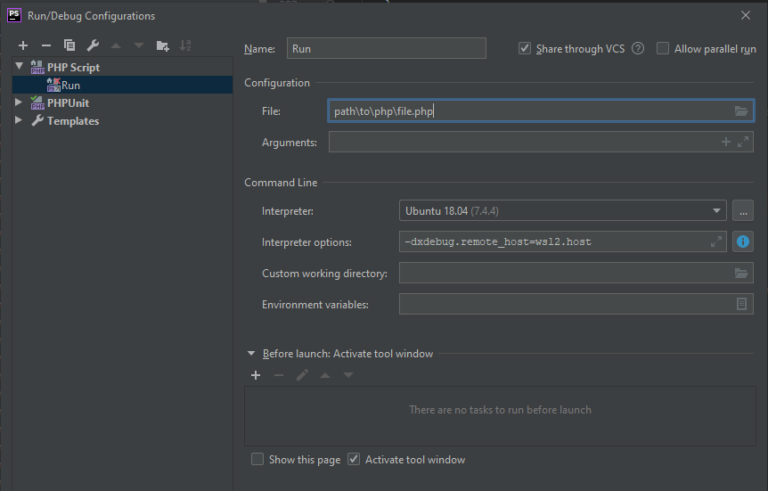 PS Run/Debug Configurations
Name: Run Share through VCS ? Allow parallel run
PHP Script
Run
PHPUnit
Templates
Configuration
File: path\to\php\file.php
Arguments:
Command Line
Interpreter: Ubuntu 18.04 (7.4.4) ...
Interpreter options: -dxdebug.remote_host=wsl2.host
Custom working directory:
Environment variables:
Before launch: Activate tool window
There are no tasks to run before launch
Show this page Activate tool window